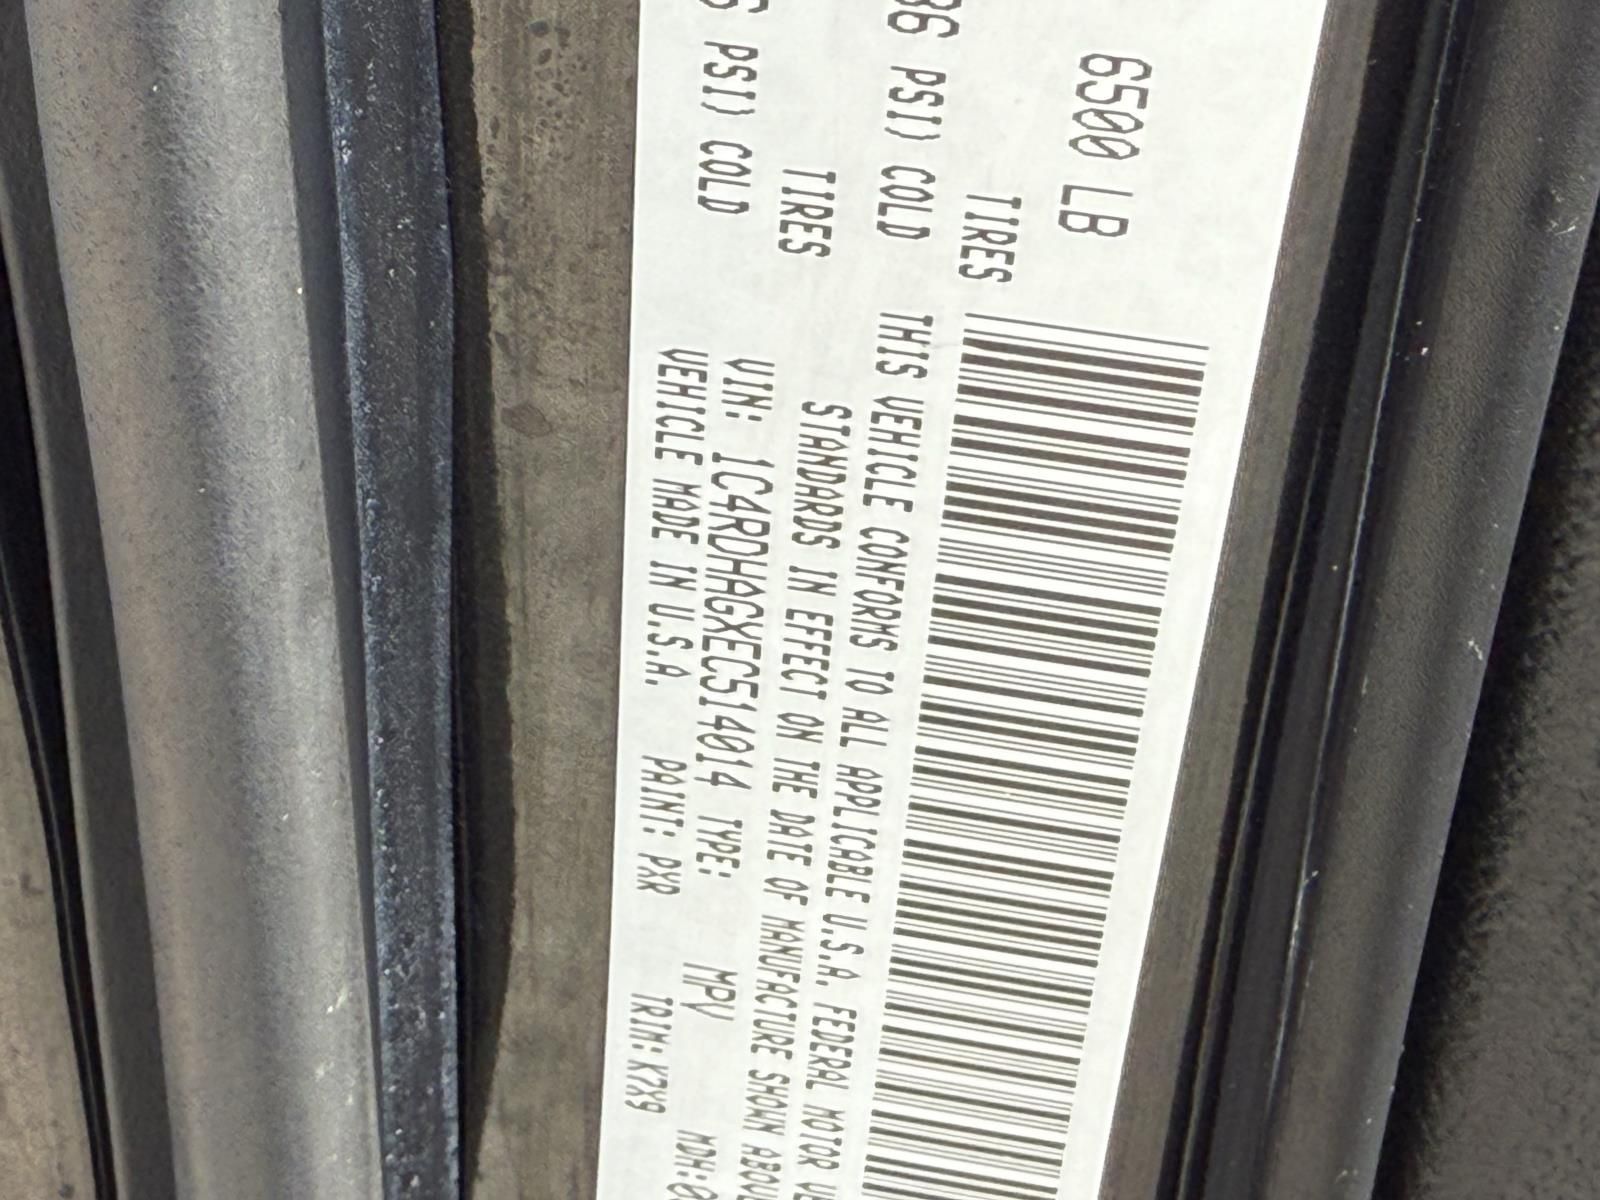 6500 LB
TIRES
PSI) COLD
TIRES
PSI) COLD
THIS VEHICLE CONFORMS TO ALL APPLICABLE U.S.A. FEDERAL MOTOR
STANDARDS IN EFFECT ON THE DATE OF MANUFACTURE SHOWN
VIN: 1C4RDHAGXEC514014 TYPE: MPV
VEHICLE MADE IN U.S.A. PAINT: PXR TRIM: K7X9 MDH: